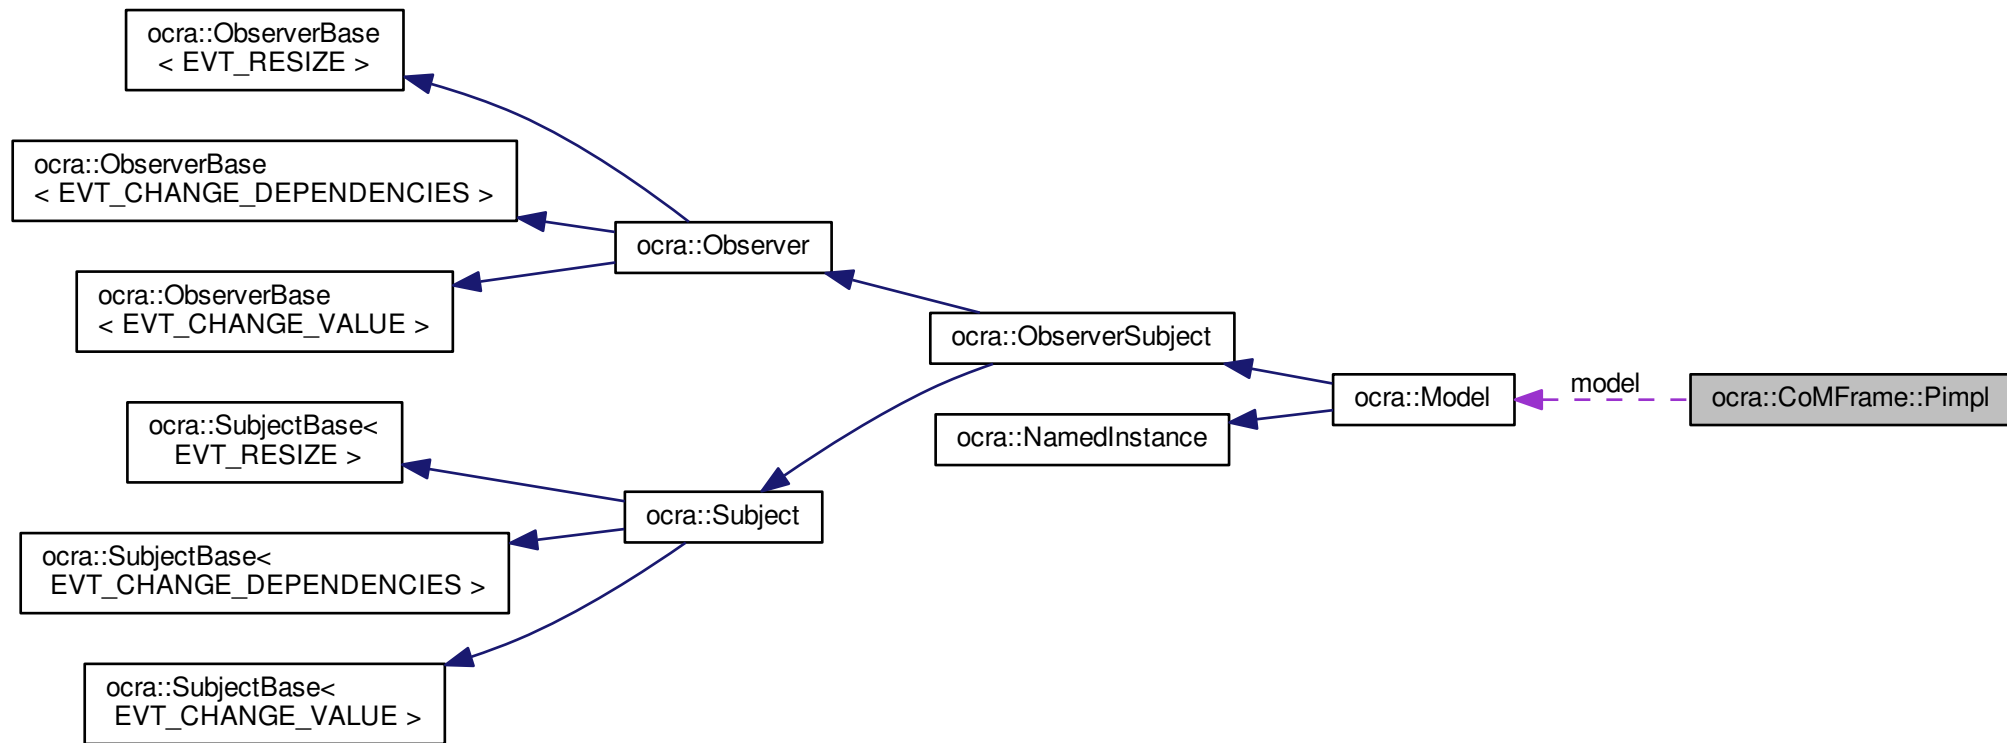 ocra::ObserverBase
< EVT_RESIZE >
ocra::ObserverBase
< EVT_CHANGE_DEPENDENCIES >
ocra::ObserverBase
< EVT_CHANGE_VALUE >
ocra::SubjectBase<
EVT_RESIZE >
ocra::SubjectBase<
EVT_CHANGE_DEPENDENCIES >
ocra::SubjectBase<
EVT_CHANGE_VALUE >
ocra::Observer
ocra::Subject
ocra::ObserverSubject
ocra::NamedInstance
ocra::Model
model
ocra::CoMFrame::Pimpl